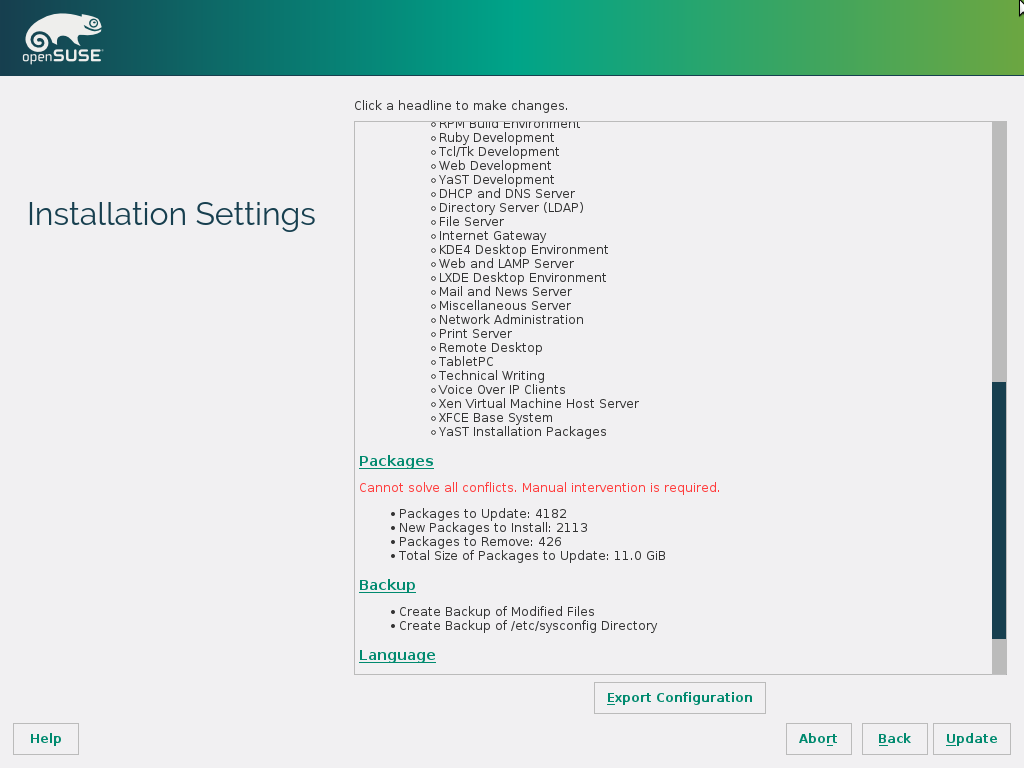 openSUSE
Click a headline to make changes.
Installation Settings
RPM Build Environment
Ruby Development
Tcl/Tk Development
Web Development
YaST Development
DHCP and DNS Server
Directory Server (LDAP)
File Server
Internet Gateway
KDE4 Desktop Environment
Web and LAMP Server
LXDE Desktop Environment
Mail and News Server
Miscellaneous Server
Network Administration
Print Server
Remote Desktop
TabletPC
Technical Writing
Voice Over IP Clients
Xen Virtual Machine Host Server
XFCE Base System
YaST Installation Packages
Packages
Cannot solve all conflicts. Manual intervention is required.
Packages to Update: 4182
New Packages to Install: 2113
Packages to Remove: 426
Total Size of Packages to Update: 11.0 GiB
Backup
Create Backup of Modified Files
Create Backup of /etc/sysconfig Directory
Language
Export Configuration
Help
Abort
Back
Update